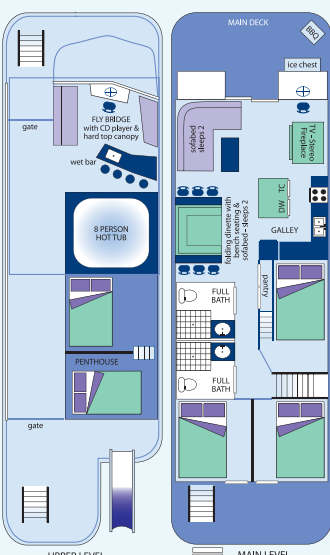 MAIN DECK
BBQ
ice chest
gate
FLY BRIDGE
with CD player &
hard top canopy
wet bar
sofabed
sleeps 2
TV - Stereo
Fireplace
TC
DW
8 PERSON
HOT TUB
folding dinette with
bench seating &
sofabed - sleeps 2
GALLEY
pantry
FULL
BATH
PENTHOUSE
FULL
BATH
gate
UPPER LEVEL
MAIN LEVEL